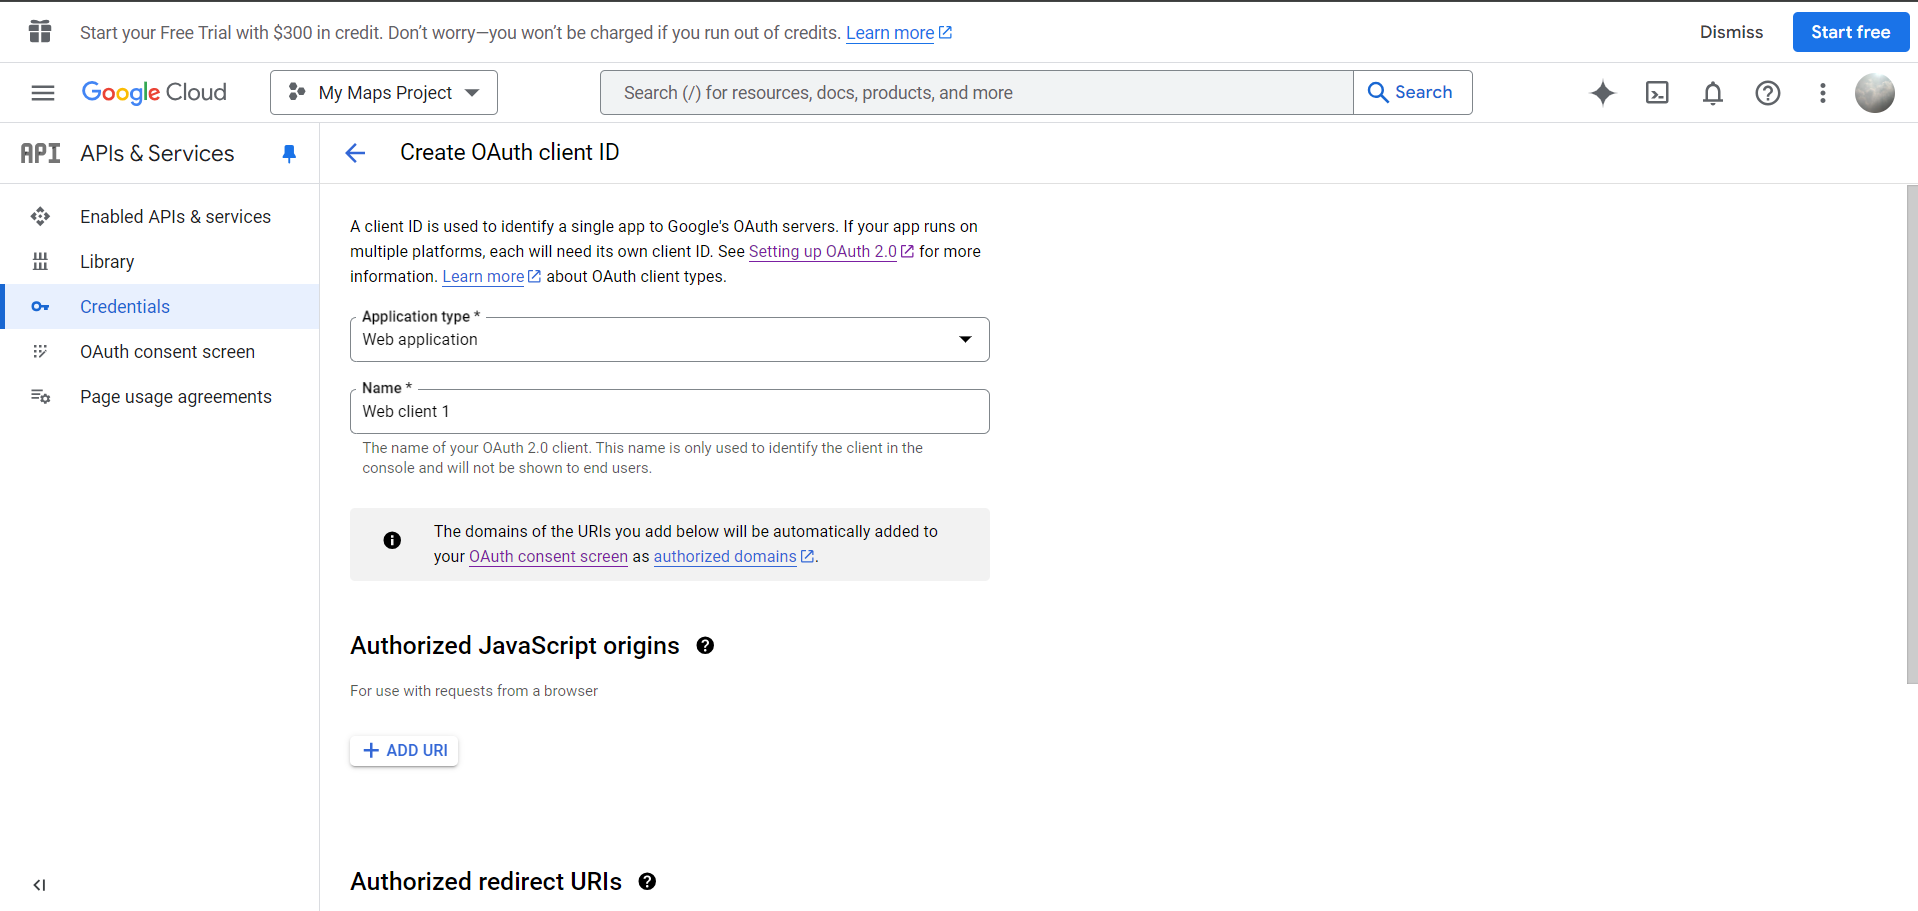 Start your Free Trial with $300 in credit. Don’t worry—you won’t be charged if you run out of credits. Learn more
Dismiss
Start free
Google Cloud
My Maps Project
Search (/) for resources, docs, products, and more
Search
API
APIs & Services
Create OAuth client ID
Enabled APIs & services
Library
Credentials
OAuth consent screen
Page usage agreements
A client ID is used to identify a single app to Google's OAuth servers. If your app runs on
multiple platforms, each will need its own client ID. See Setting up OAuth 2.0 for more
information. Learn more about OAuth client types.
Application type *
Web application
Name *
Web client 1
The name of your OAuth 2.0 client. This name is only used to identify the client in the
console and will not be shown to end users.
The domains of the URIs you add below will be automatically added to
your OAuth consent screen as authorized domains.
Authorized JavaScript origins
For use with requests from a browser
+ ADD URI
Authorized redirect URIs